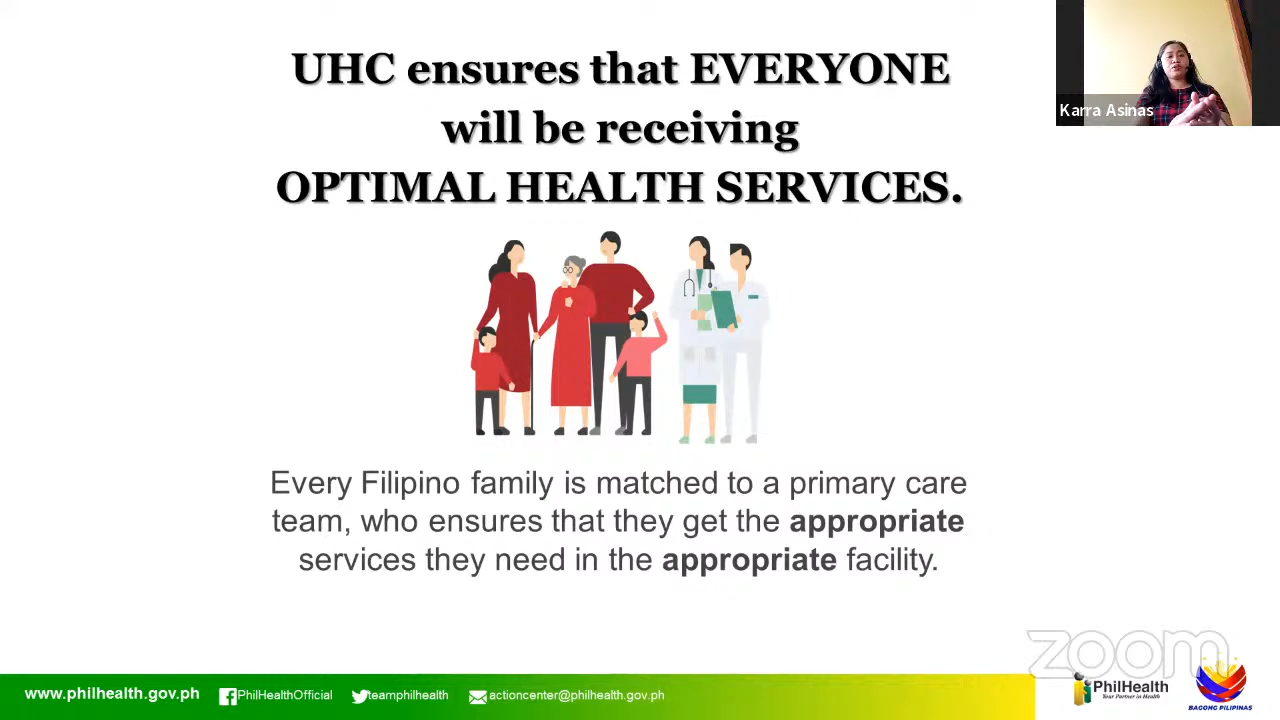 UHC ensures that EVERYONE
will be receiving
OPTIMAL HEALTH SERVICES.
Karra Asinas
Every Filipino family is matched to a primary care
team, who ensures that they get the appropriate
services they need in the appropriate facility.
zoom
www.philhealth.gov.ph
PhilHealthOfficial
teamphilhealth
actioncenter@philhealth.gov.ph
PhilHealth
Your Partner in Health
BAGONG PILIPINAS